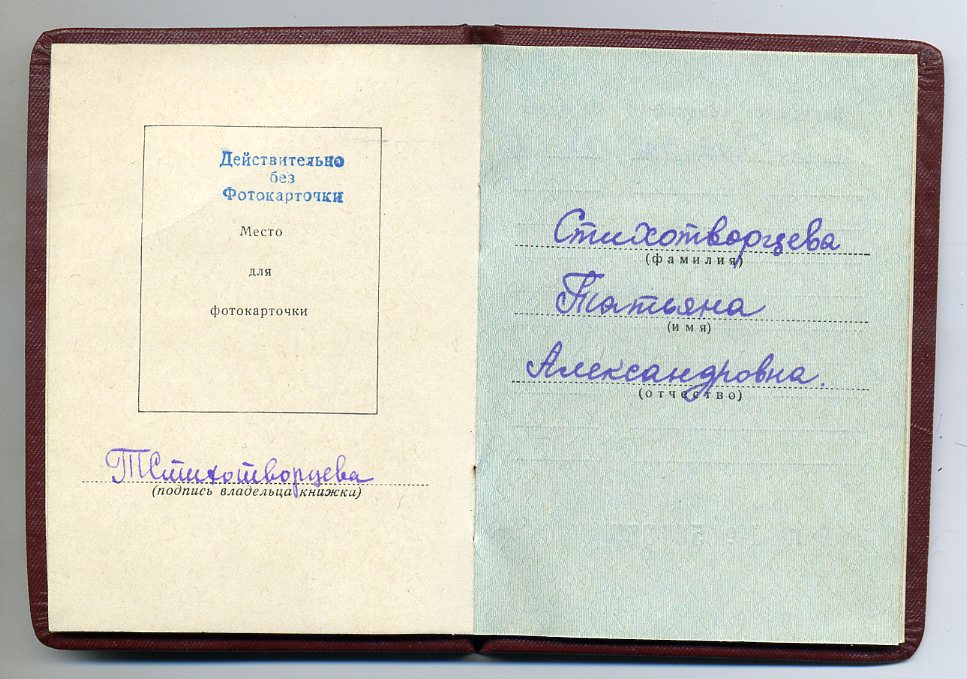 Действительно
без
Фотокарточки
Место
для
фотокарточки
ТСтихотворцева
(подпись владельца книжки)
Стихотворцева
(фамилия)
Татьяна
(имя)
Александровна.
(отчество)